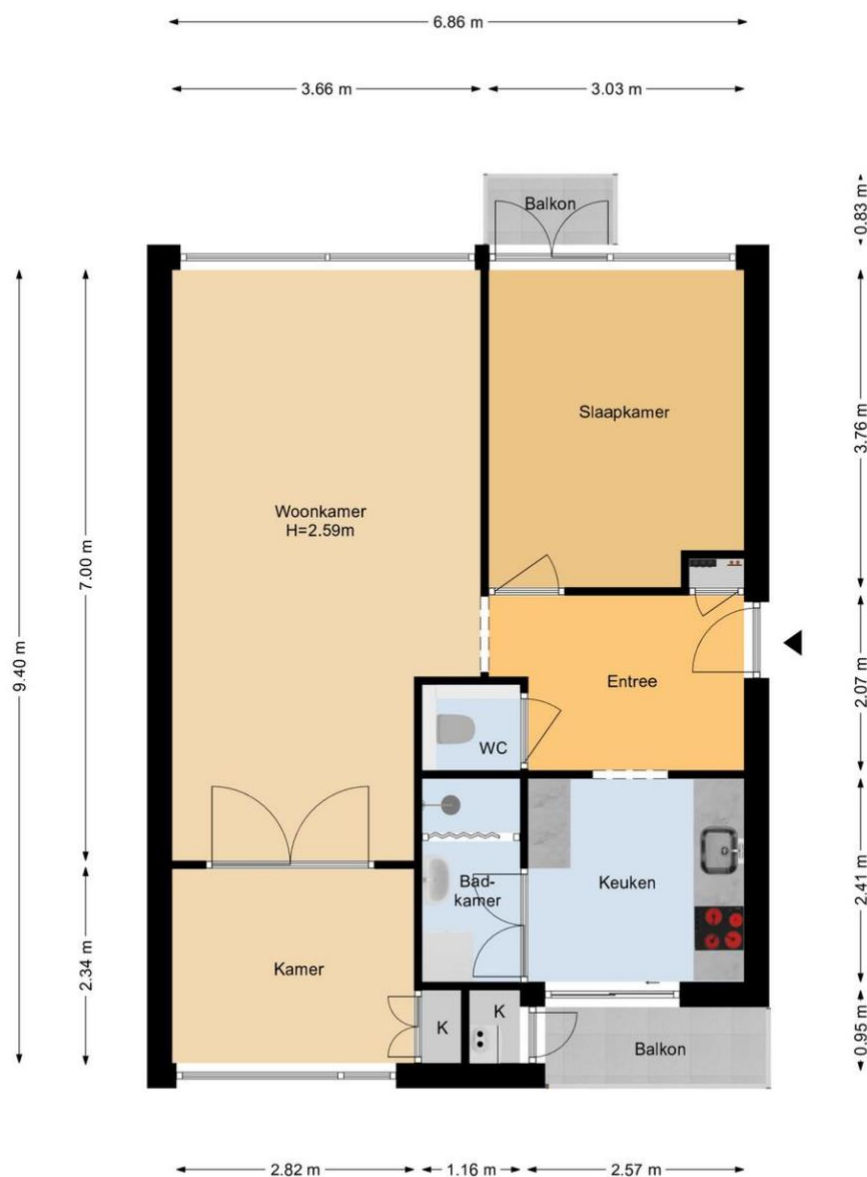 6.86 m
3.66 m
3.03 m
0.83 m
Balkon
3.76 m
Slaapkamer
Woonkamer
H=2.59m
7.00 m
9.40 m
2.07 m
Entree
WC
2.41 m
Bad-
kamer
Keuken
2.34 m
Kamer
K
K
Balkon
0.95 m
2.82 m
1.16 m
2.57 m